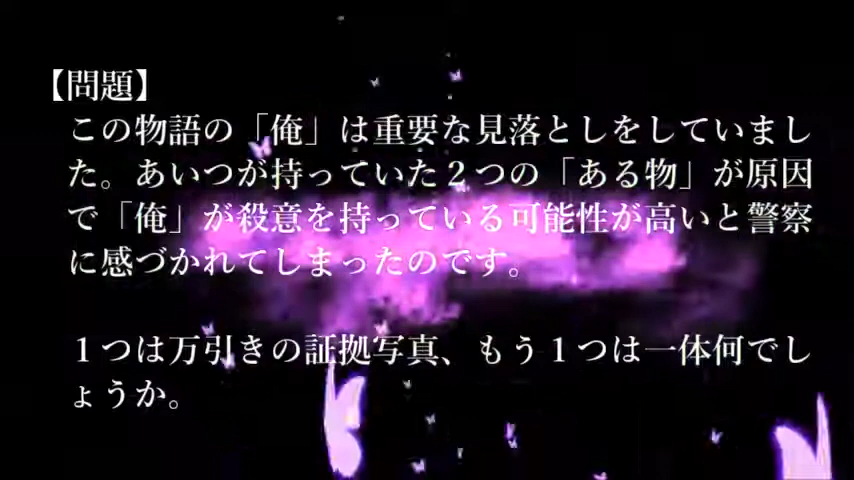 【問題】
この物語の「俺」は重要な見落としをしていまし
た。あいつが持っていた２つの「ある物」が原因
で「俺」が殺意を持っている可能性が高いと警察
に感づかれてしまったのです。
１つは万引きの証拠写真、もう１つは一体何でし
ょうか。